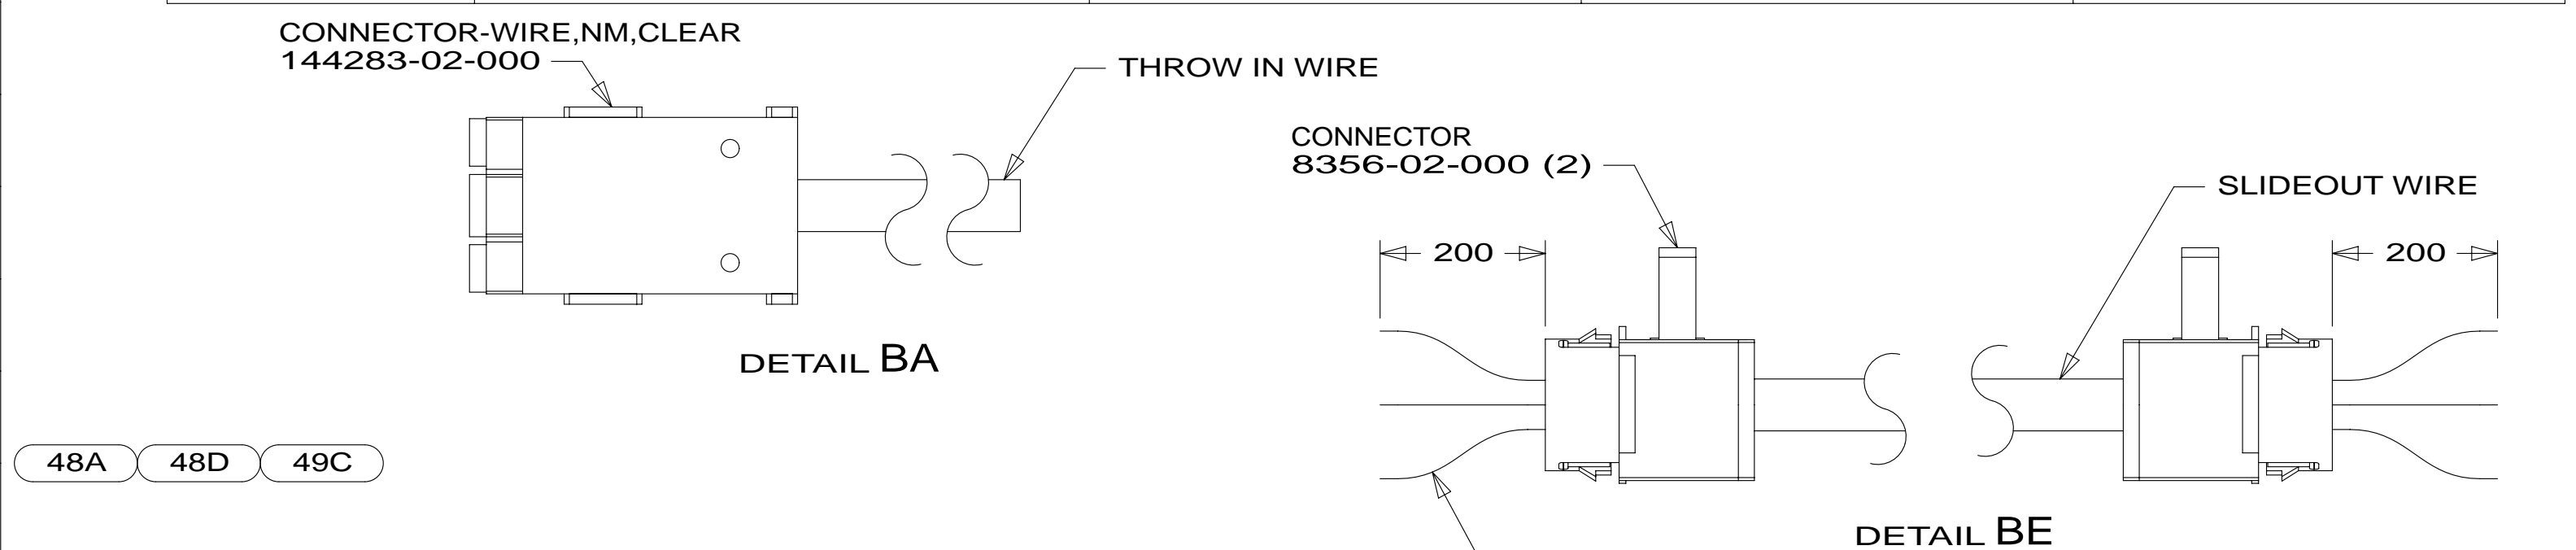 CONNECTOR-WIRE,NM,CLEAR
144283-02-000
THROW IN WIRE
CONNECTOR
8356-02-000 (2)
SLIDEOUT WIRE
200
200
DETAIL BA
48A 48D 49C
DETAIL BE